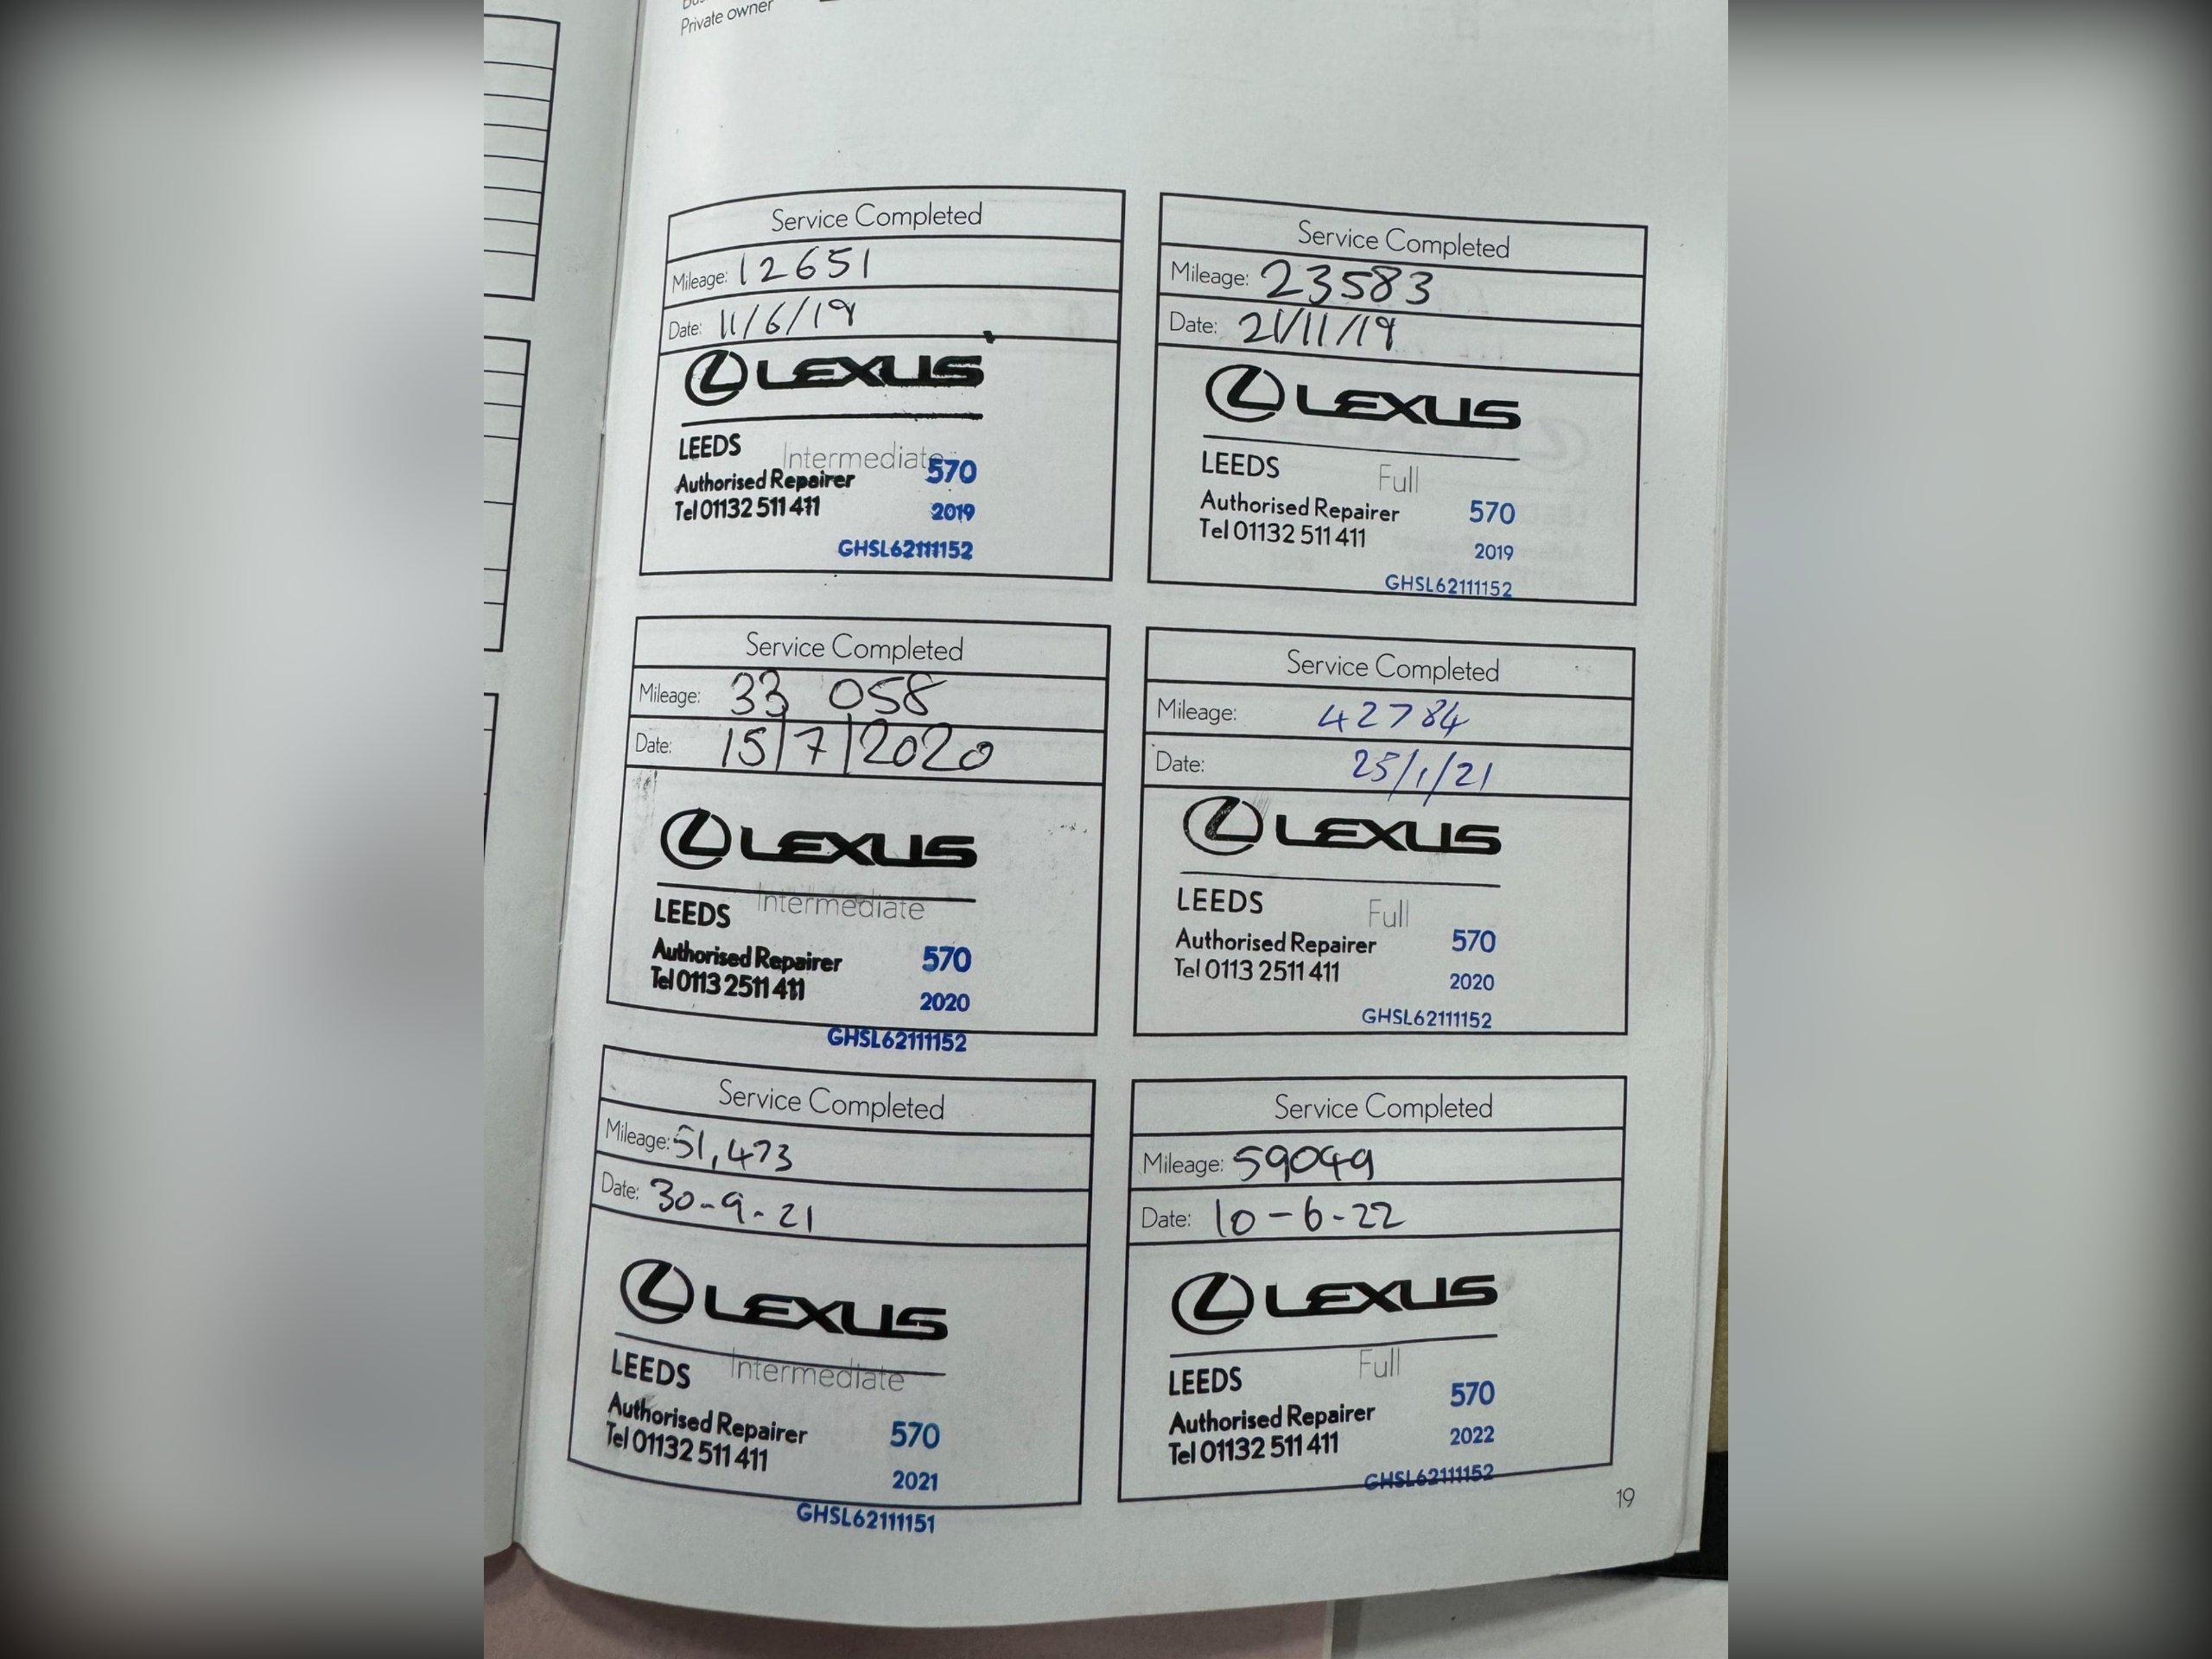 Private owner
Service Completed
Mileage: 12651
Date: 11/6/19
LEXUS
LEEDS
Intermediate
Authorised Repairer
570
Tel 01132 511 411
2019
GHSL62111152
Service Completed
Mileage: 23583
Date: 21/11/19
LEXUS
LEEDS
Full
Authorised Repairer
570
Tel 01132 511 411
2019
GHSL62111152
Service Completed
Mileage: 33 058
Date: 15/7/2020
LEXUS
Intermediate
LEEDS
Authorised Repairer
570
Tel 0113 2511 411
2020
GHSL62111152
Service Completed
Mileage: 42784
Date: 25/1/21
LEXUS
LEEDS
Full
Authorised Repairer
570
Tel 0113 2511 411
2020
GHSL62111152
Service Completed
Mileage: 51,473
Date: 30-9-21
LEXUS
LEEDS
Intermediate
Authorised Repairer
570
Tel 01132 511 411
2021
GHSL62111151
Service Completed
Mileage: 59049
Date: 10-6-22
LEXUS
Full
LEEDS
Authorised Repairer
570
Tel 01132 511 411
2022
GHSL62111152
19